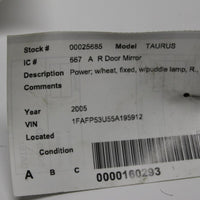 Stock # 00025685 Model TAURUS
IC # 567 A R Door Mirror
Description Power; w/heat, fixed, w/puddle lamp, R..
Comments
Year 2005
VIN 1FAFP53U55A195912
Located
Condition
A B C 0000160293